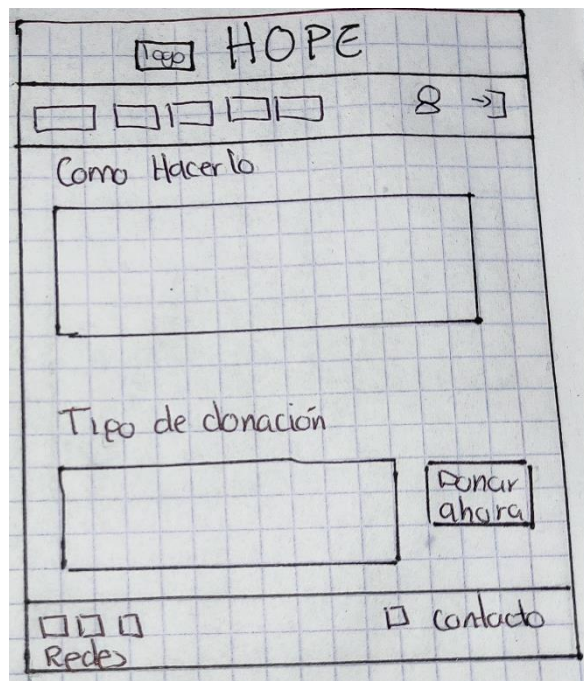 Logo HOPE
Como Hacerlo
Tipo de donación
Donar
ahora
contacto
Redes